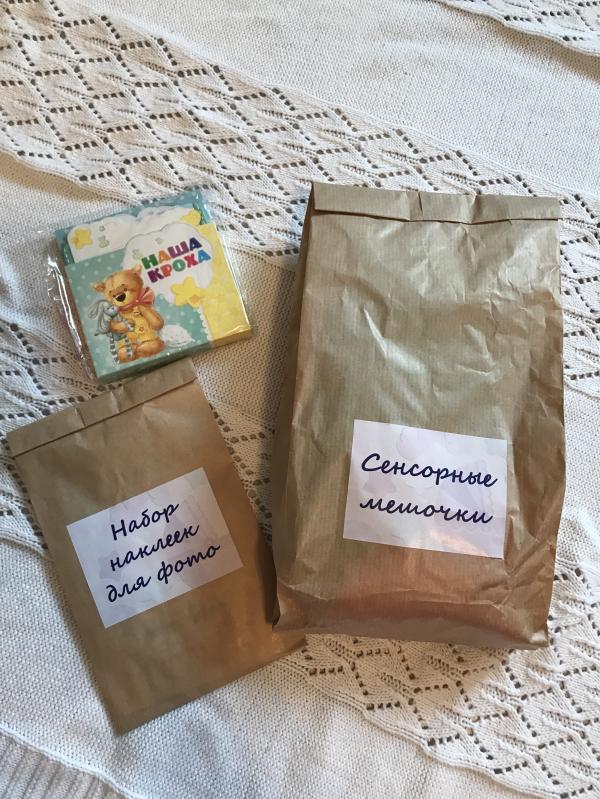 НАША
КРОХА
Сенсорные
мешочки
Набор
наклеек
для фото